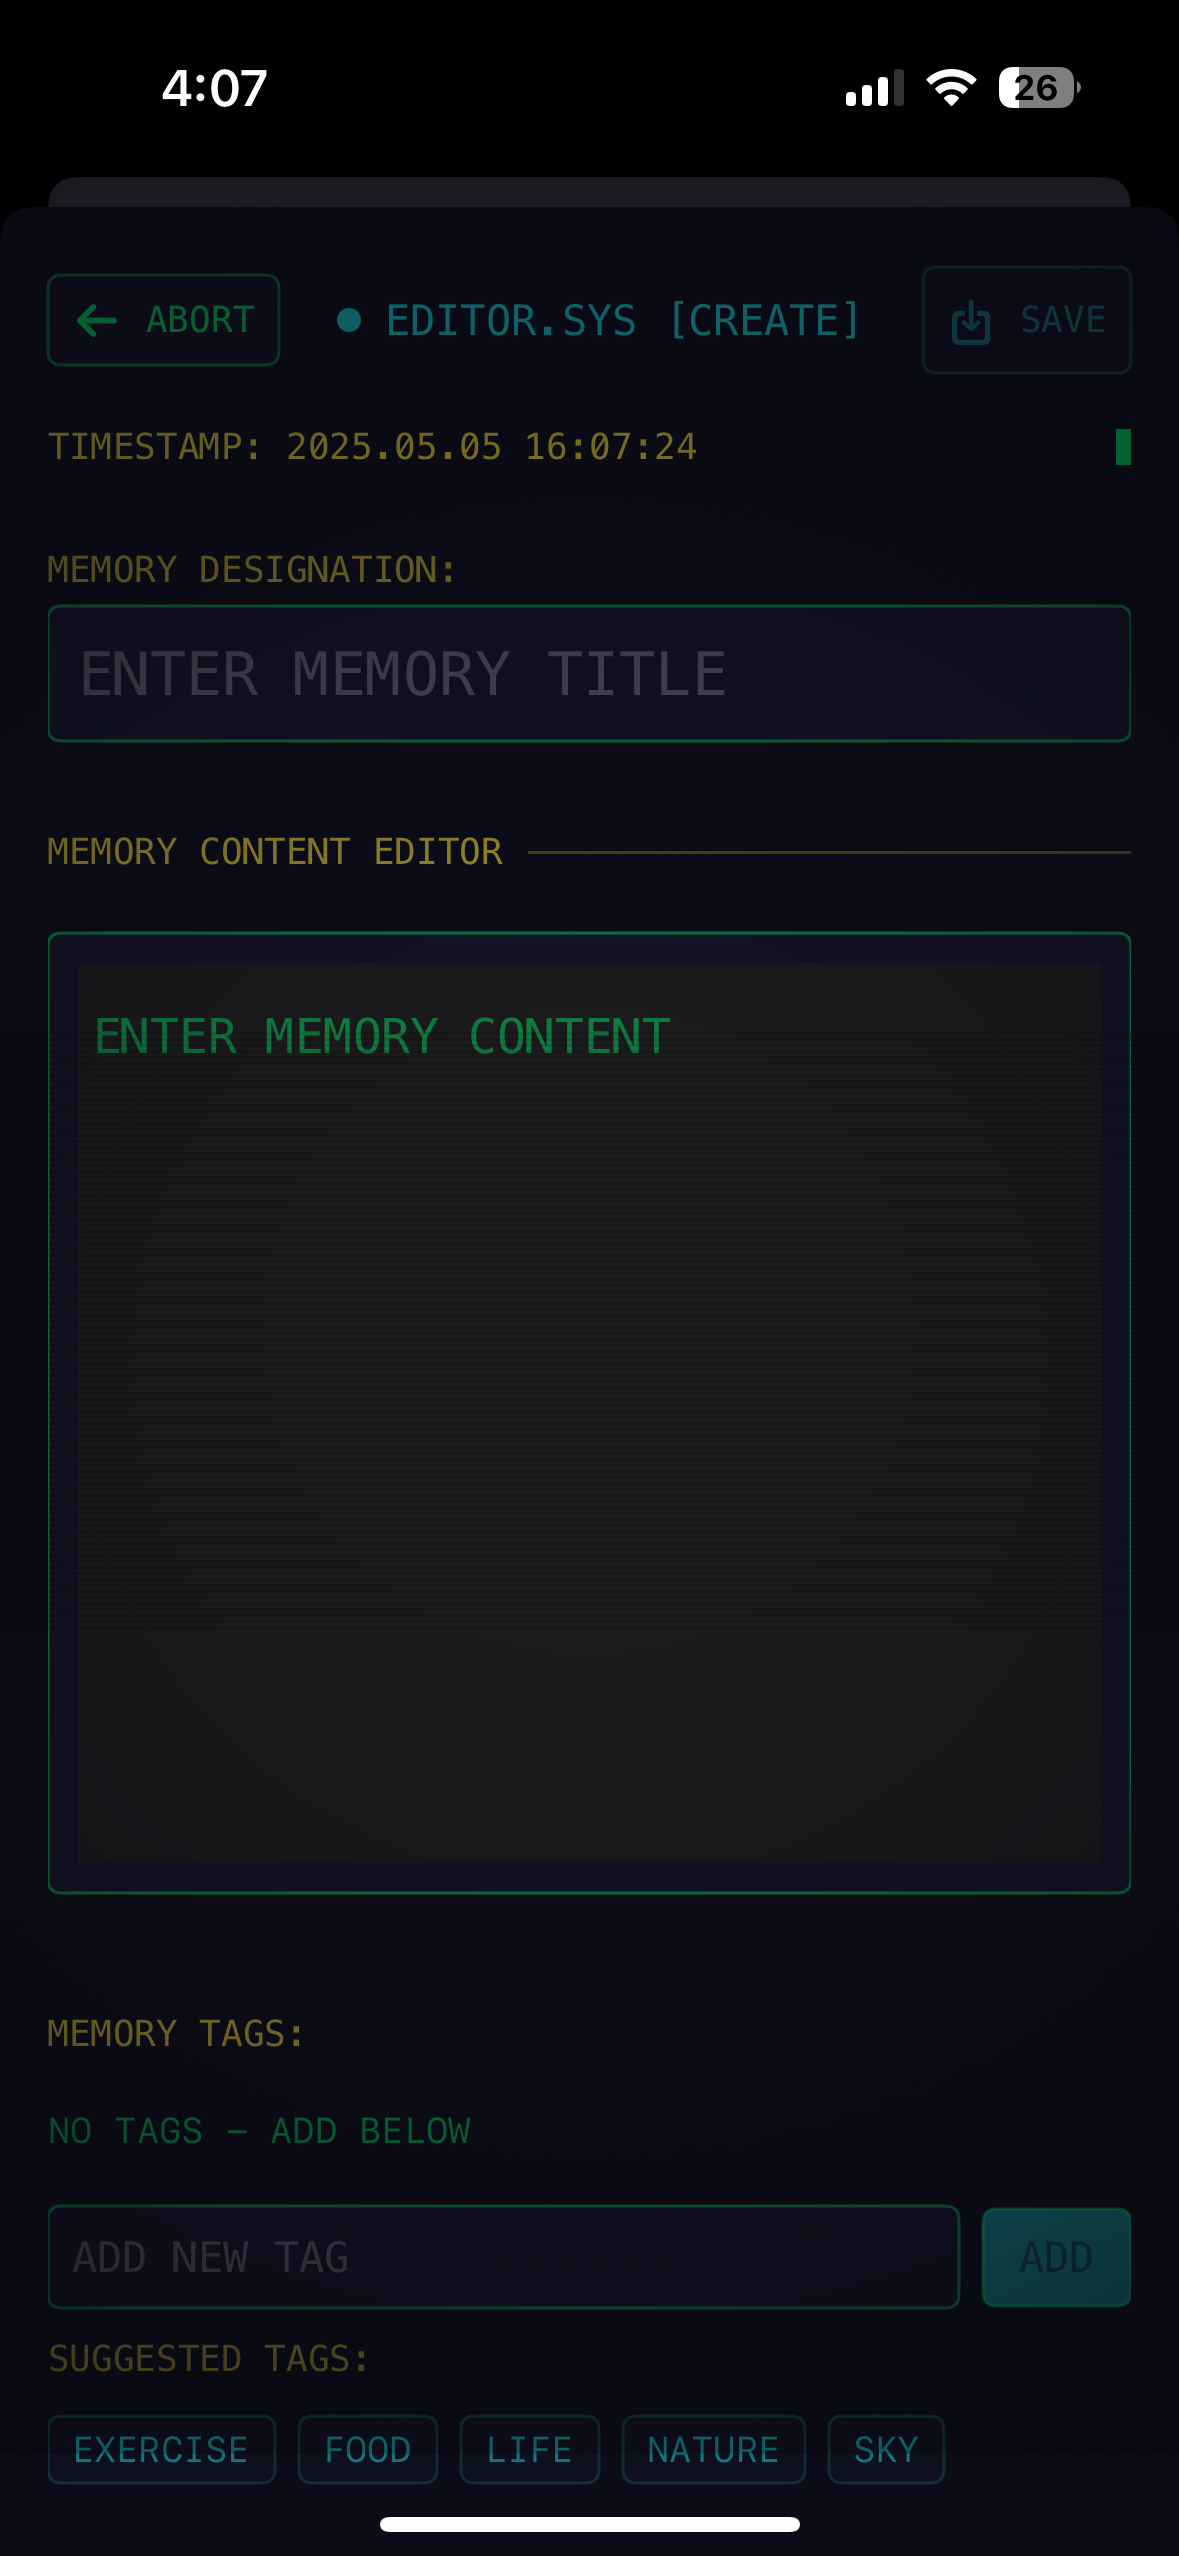 4:07
26
ABORT
EDITOR.SYS [CREATE]
SAVE
TIMESTAMP: 2025.05.05 16:07:24
MEMORY DESIGNATION:
ENTER MEMORY TITLE
MEMORY CONTENT EDITOR
ENTER MEMORY CONTENT
MEMORY TAGS:
NO TAGS – ADD BELOW
ADD NEW TAG
ADD
SUGGESTED TAGS:
EXERCISE
FOOD
LIFE
NATURE
SKY